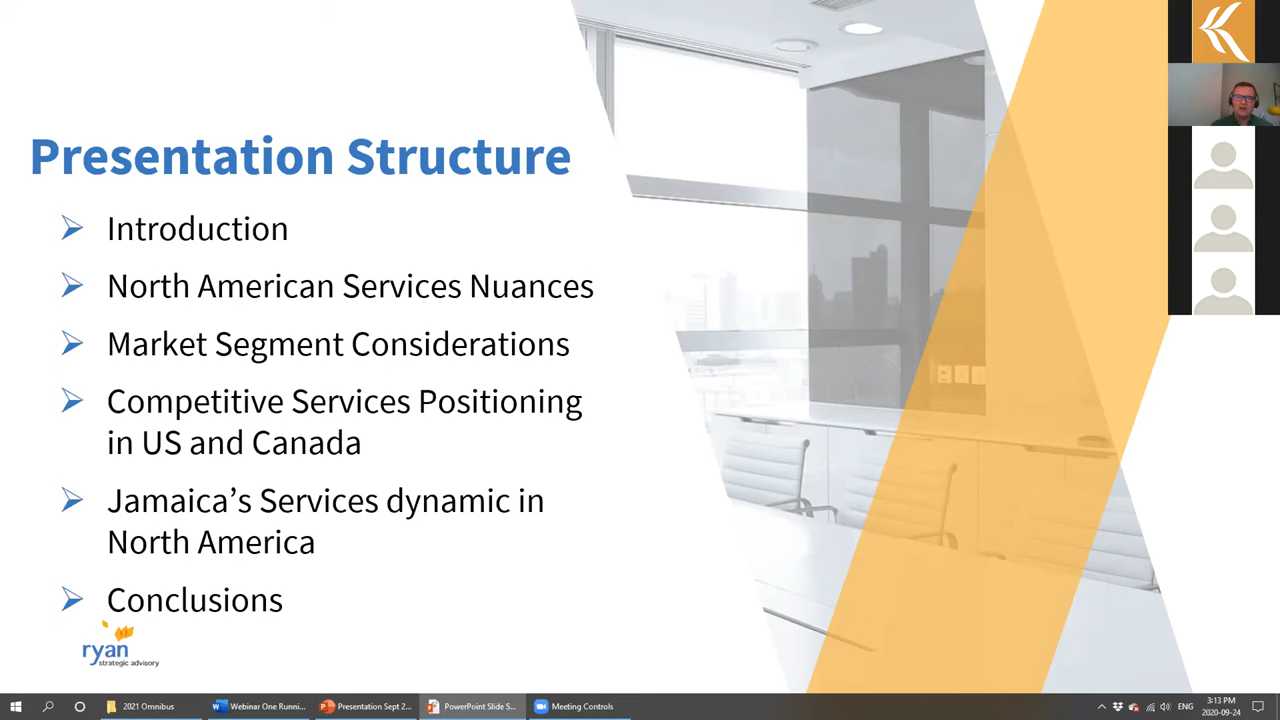 Presentation Structure
Introduction
North American Services Nuances
Market Segment Considerations
Competitive Services Positioning
in US and Canada
Jamaica’s Services dynamic in
North America
Conclusions
ryan
strategic advisory
2021 Omnibus
Webinar One Runni...
Presentation Sept 2...
PowerPoint Slide S...
Meeting Controls
ENG
3:13 PM
2020-09-24